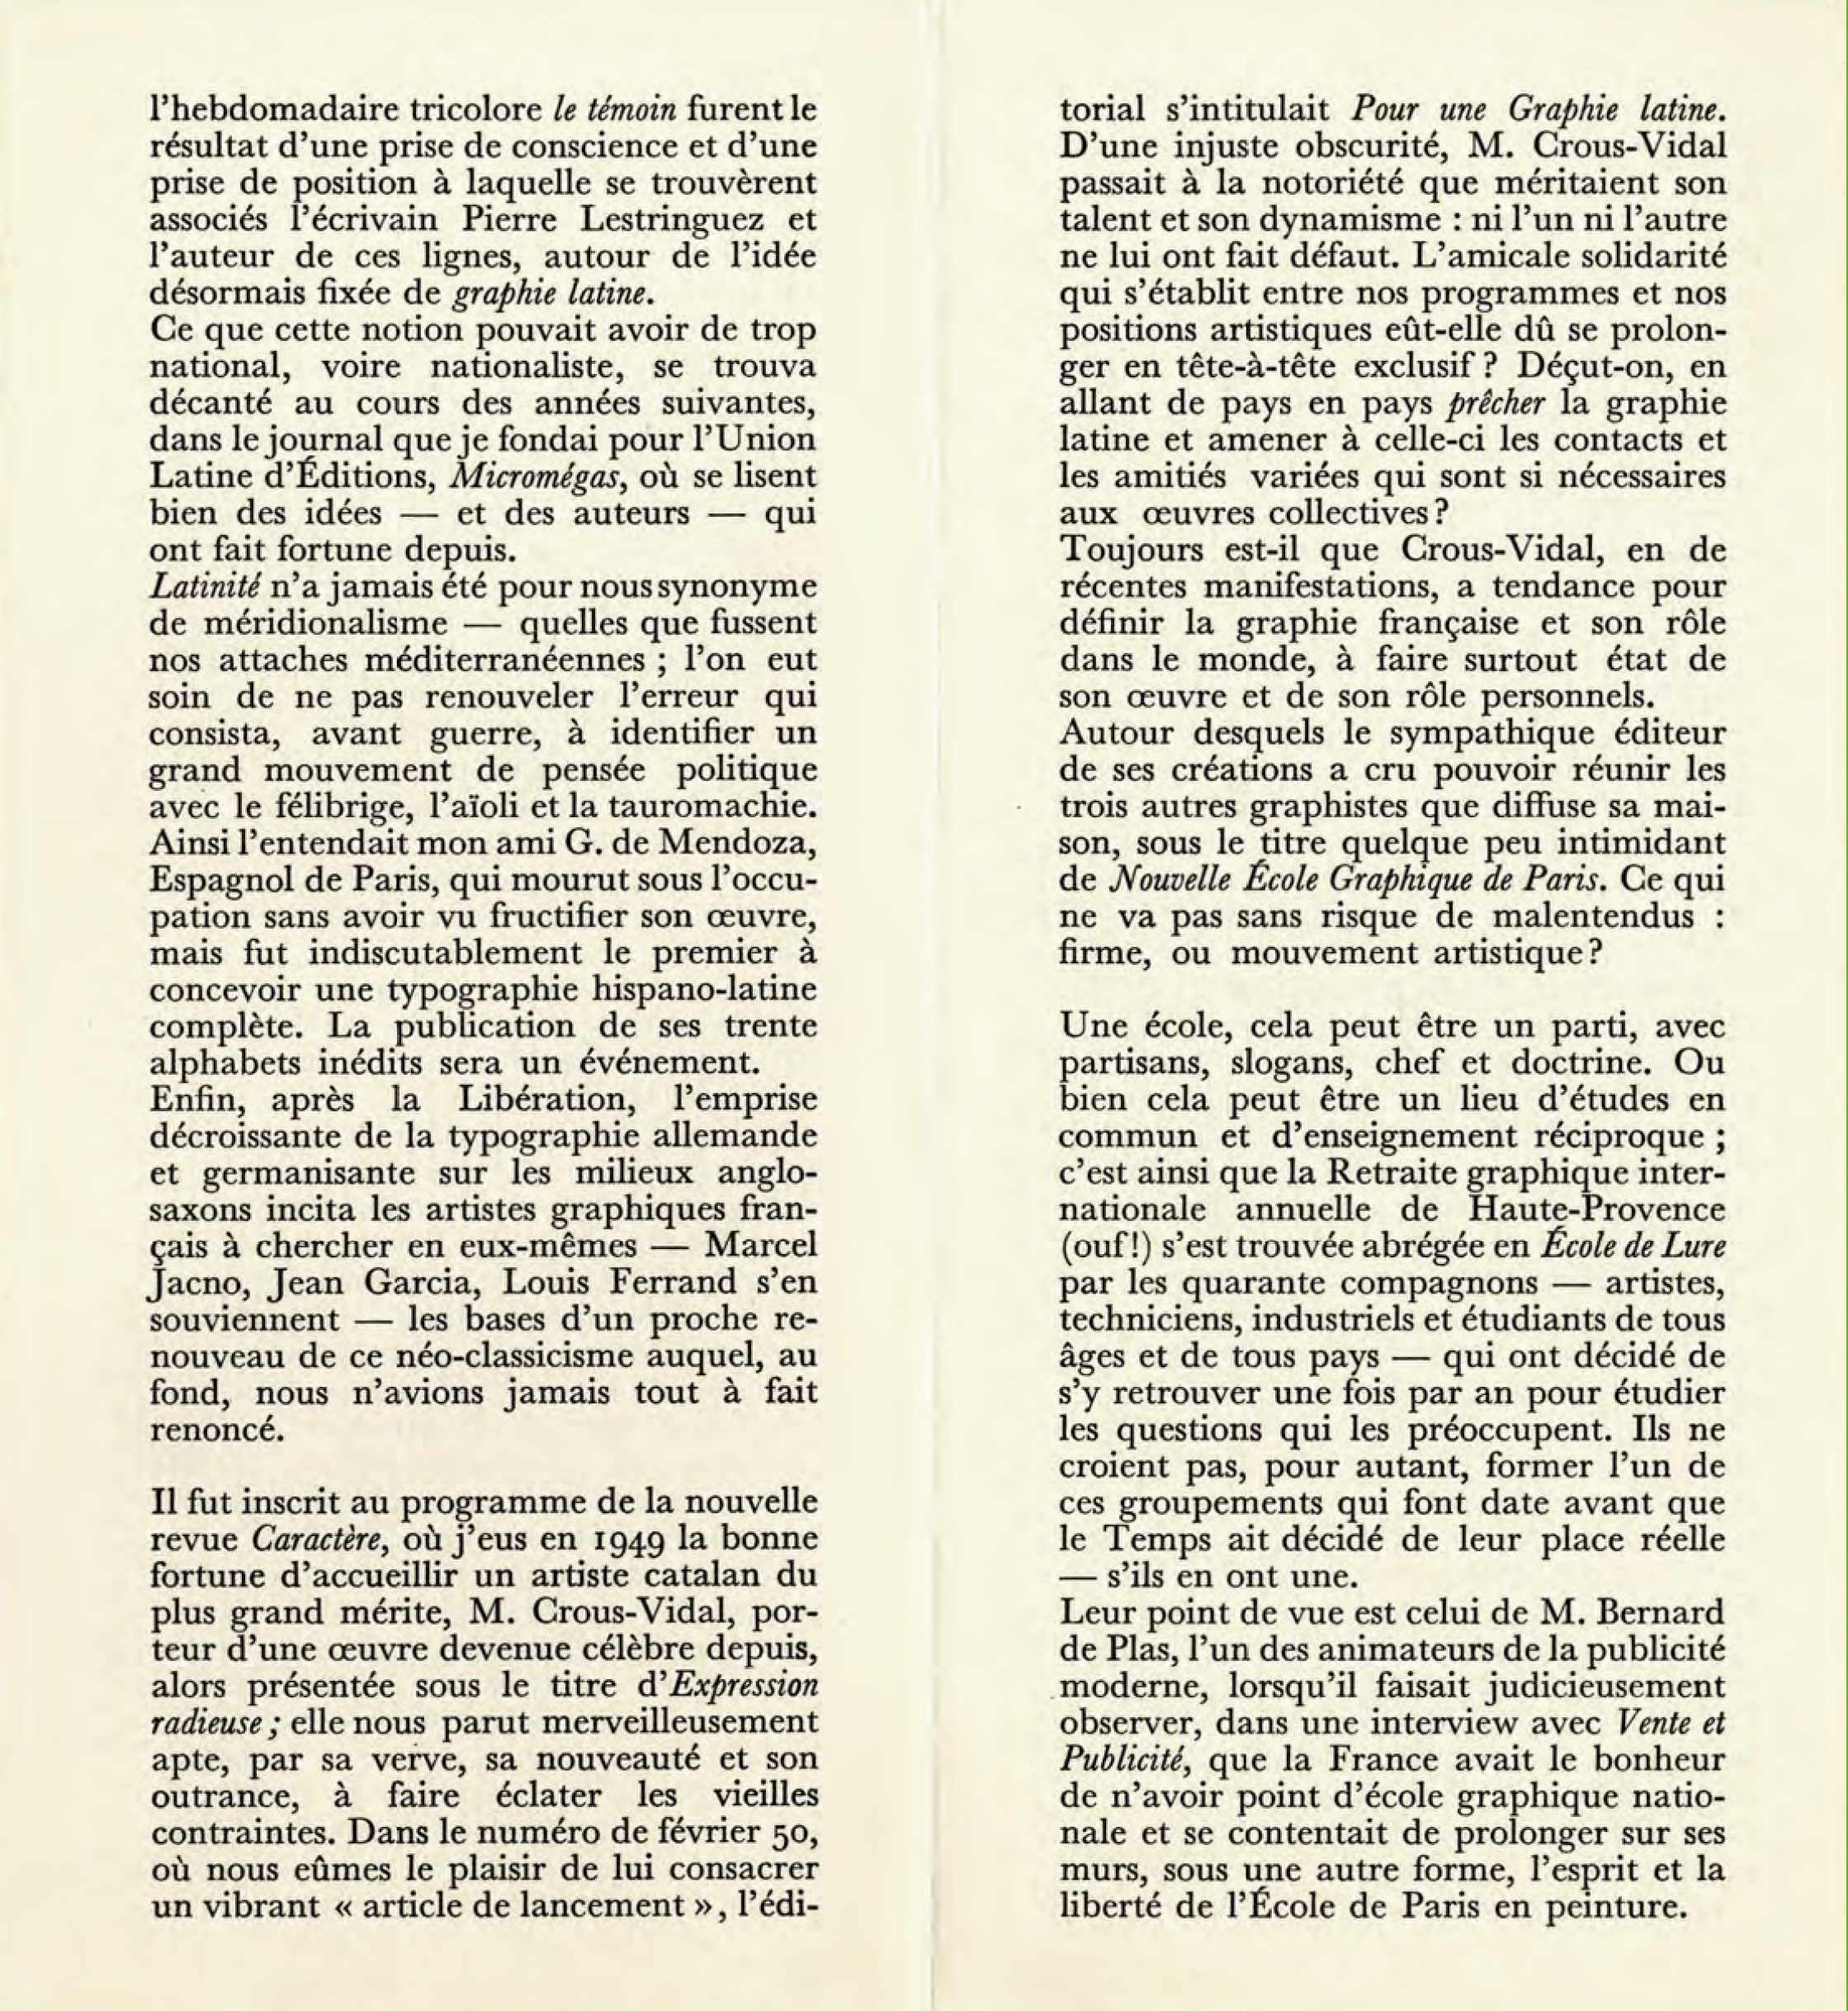 l'hebdomadaire tricolore le témoin furent le
résultat d'une prise de conscience et d'une
prise de position à laquelle se trouvèrent
associés l'écrivain Pierre Lestringuez et
l'auteur de ces lignes, autour de l'idée
désormais fixée de graphie latine.
Ce que cette notion pouvait avoir de trop
national, voire nationaliste, se trouva
décanté au cours des années suivantes,
dans le journal que je fondai pour l'Union
Latine d'Éditions, Micromégas, où se lisent
bien des idées — et des auteurs — qui
ont fait fortune depuis.
Latinité n'a jamais été pour nous synonyme
de méridionalisme — quelles que fussent
nos attaches méditerranéennes ; l'on eut
soin de ne pas renouveler l'erreur qui
consista, avant guerre, à identifier un
grand mouvement de pensée politique
avec le félibrige, l'aïoli et la tauromachie.
Ainsi l'entendait mon ami G. de Mendoza,
Espagnol de Paris, qui mourut sous l'occu-
pation sans avoir vu fructifier son œuvre,
mais fut indiscutablement le premier à
concevoir une typographie hispano-latine
complète. La publication de ses trente
alphabets inédits sera un événement.
Enfin, après la Libération, l'emprise
décroissante de la typographie allemande
et germanisante sur les milieux anglo-
saxons incita les artistes graphiques fran-
çais à chercher en eux-mêmes — Marcel
Jacno, Jean Garcia, Louis Ferrand s'en
souviennent — les bases d'un proche re-
nouveau de ce néo-classicisme auquel, au
fond, nous n'avions jamais tout à fait
renoncé.
Il fut inscrit au programme de la nouvelle
revue Caractère, où j'eus en 1949 la bonne
fortune d'accueillir un artiste catalan du
plus grand mérite, M. Crous-Vidal, por-
teur d'une œuvre devenue célèbre depuis,
alors présentée sous le titre d'Expression
radieuse ; elle nous parut merveilleusement
apte, par sa verve, sa nouveauté et son
outrance, à faire éclater les vieilles
contraintes. Dans le numéro de février 50,
où nous eûmes le plaisir de lui consacrer
un vibrant « article de lancement », l'édi-
torial s'intitulait Pour une Graphie latine.
D'une injuste obscurité, M. Crous-Vidal
passait à la notoriété que méritaient son
talent et son dynamisme : ni l'un ni l'autre
ne lui ont fait défaut. L'amicale solidarité
qui s'établit entre nos programmes et nos
positions artistiques eût-elle dû se prolon-
ger en tête-à-tête exclusif ? Déçut-on, en
allant de pays en pays prêcher la graphie
latine et amener à celle-ci les contacts et
les amitiés variées qui sont si nécessaires
aux œuvres collectives ?
Toujours est-il que Crous-Vidal, en de
récentes manifestations, a tendance pour
définir la graphie française et son rôle
dans le monde, à faire surtout état de
son œuvre et de son rôle personnels.
Autour desquels le sympathique éditeur
de ses créations a cru pouvoir réunir les
trois autres graphistes que diffuse sa mai-
son, sous le titre quelque peu intimidant
de Nouvelle École Graphique de Paris. Ce qui
ne va pas sans risque de malentendus :
firme, ou mouvement artistique ?
Une école, cela peut être un parti, avec
partisans, slogans, chef et doctrine. Ou
bien cela peut être un lieu d'études en
commun et d'enseignement réciproque ;
c'est ainsi que la Retraite graphique inter-
nationale annuelle de Haute-Provence
(ouf !) s'est trouvée abrégée en École de Lure
par les quarante compagnons — artistes,
techniciens, industriels et étudiants de tous
âges et de tous pays — qui ont décidé de
s'y retrouver une fois par an pour étudier
les questions qui les préoccupent. Ils ne
croient pas, pour autant, former l'un de
ces groupements qui font date avant que
le Temps ait décidé de leur place réelle
— s'ils en ont une.
Leur point de vue est celui de M. Bernard
de Plas, l'un des animateurs de la publicité
moderne, lorsqu'il faisait judicieusement
observer, dans une interview avec Vente et
Publicité, que la France avait le bonheur
de n'avoir point d'école graphique natio-
nale et se contentait de prolonger sur ses
murs, sous une autre forme, l'esprit et la
liberté de l'École de Paris en peinture.